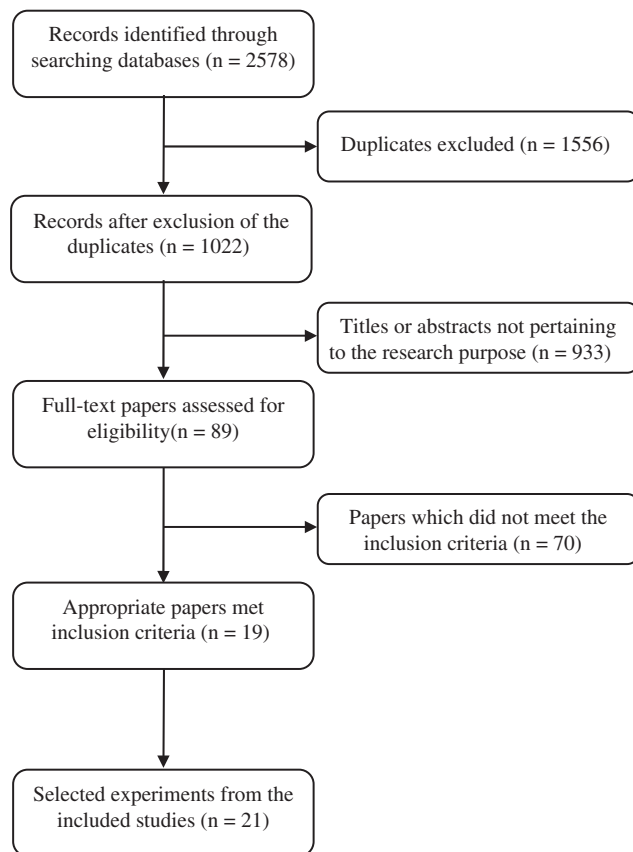 Records identified through
searching databases (n = 2578)
Duplicates excluded (n = 1556)
Records after exclusion of the
duplicates (n = 1022)
Titles or abstracts not pertaining
to the research purpose (n = 933)
Full-text papers assessed for
eligibility(n = 89)
Papers which did not meet the
inclusion criteria (n = 70)
Appropriate papers met
inclusion criteria (n = 19)
Selected experiments from the
included studies (n = 21)